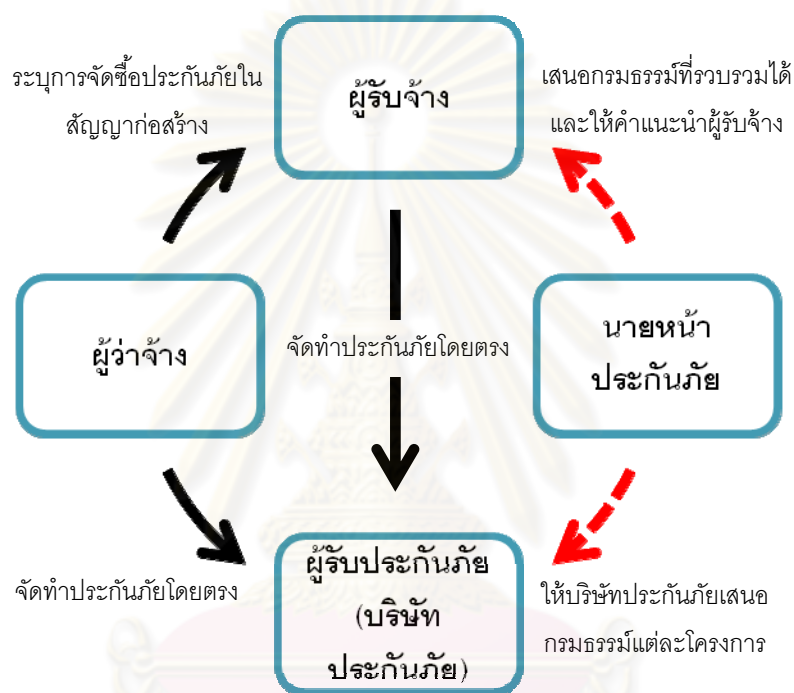 ระบุการจัดซื้อประกันภัยใน
สัญญาก่อสร้าง
ผู้รับจ้าง
เสนอกรมธรรม์ที่รวบรวมได้
และให้คำแนะนำผู้รับจ้าง
ผู้ว่าจ้าง
จัดทำประกันภัยโดยตรง
นายหน้า
ประกันภัย
จัดทำประกันภัยโดยตรง
ผู้รับประกันภัย
(บริษัท
ประกันภัย)
ให้บริษัทประกันภัยเสนอ
กรมธรรม์แต่ละโครงการ